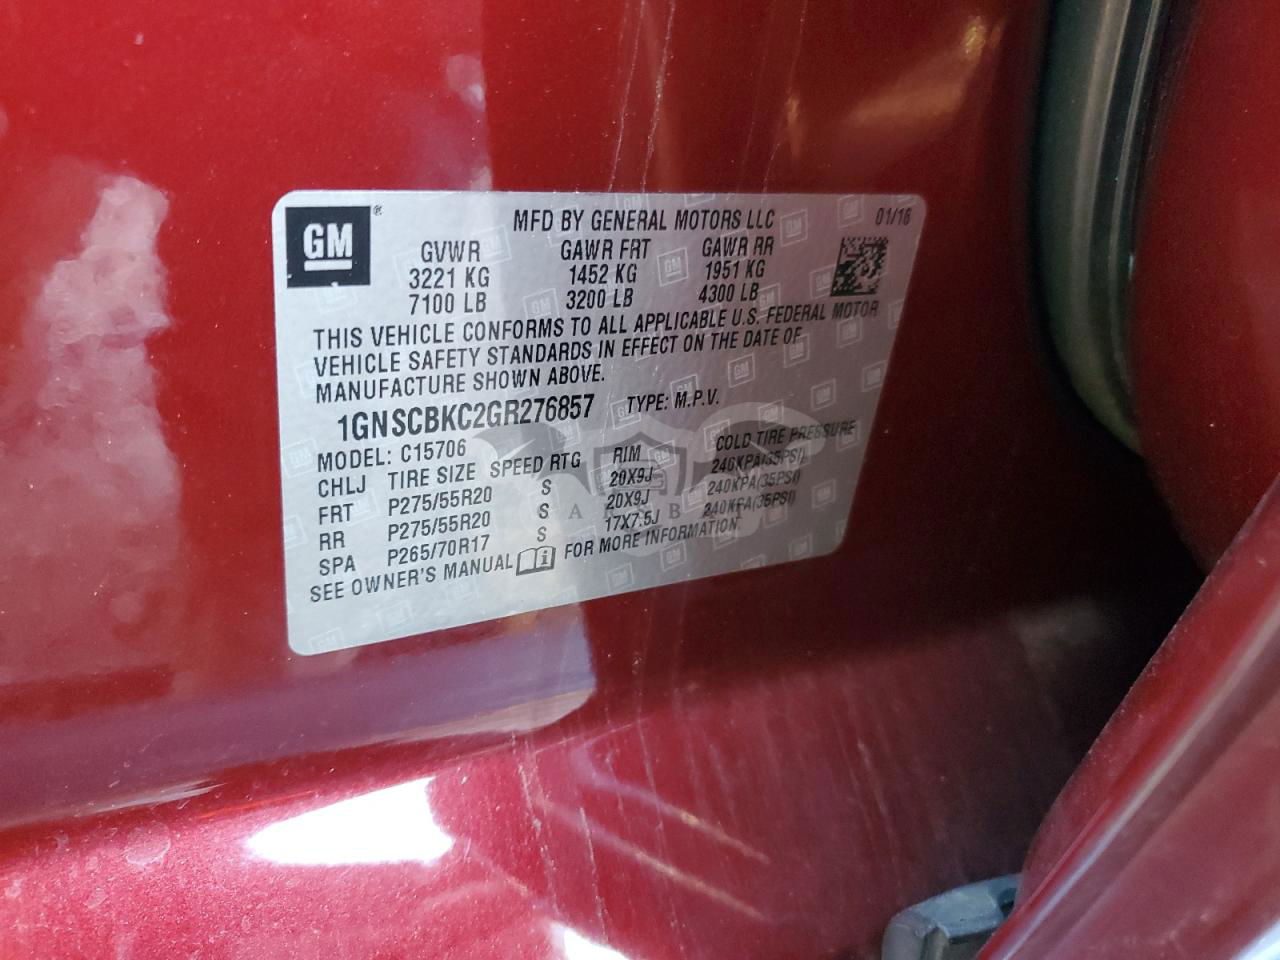 GM® MFD BY GENERAL MOTORS LLC 01/16
GVWR GAWR FRT GAWR RR
3221 KG 1452 KG 1951 KG
7100 LB 3200 LB 4300 LB
THIS VEHICLE CONFORMS TO ALL APPLICABLE U.S. FEDERAL MOTOR
VEHICLE SAFETY STANDARDS IN EFFECT ON THE DATE OF
MANUFACTURE SHOWN ABOVE.
1GNSCBKC2GR276857 TYPE: M.P.V.
MODEL: C15706
CHLJ TIRE SIZE SPEED RTG RIM COLD TIRE PRESSURE
FRT P275/55R20 S 20X9J 240KPA(35PSI)
RR P275/55R20 S 20X9J 240KPA(35PSI)
SPA P265/70R17 S 17X7.5J 240KPA(35PSI)
SEE OWNER'S MANUAL FOR MORE INFORMATION.